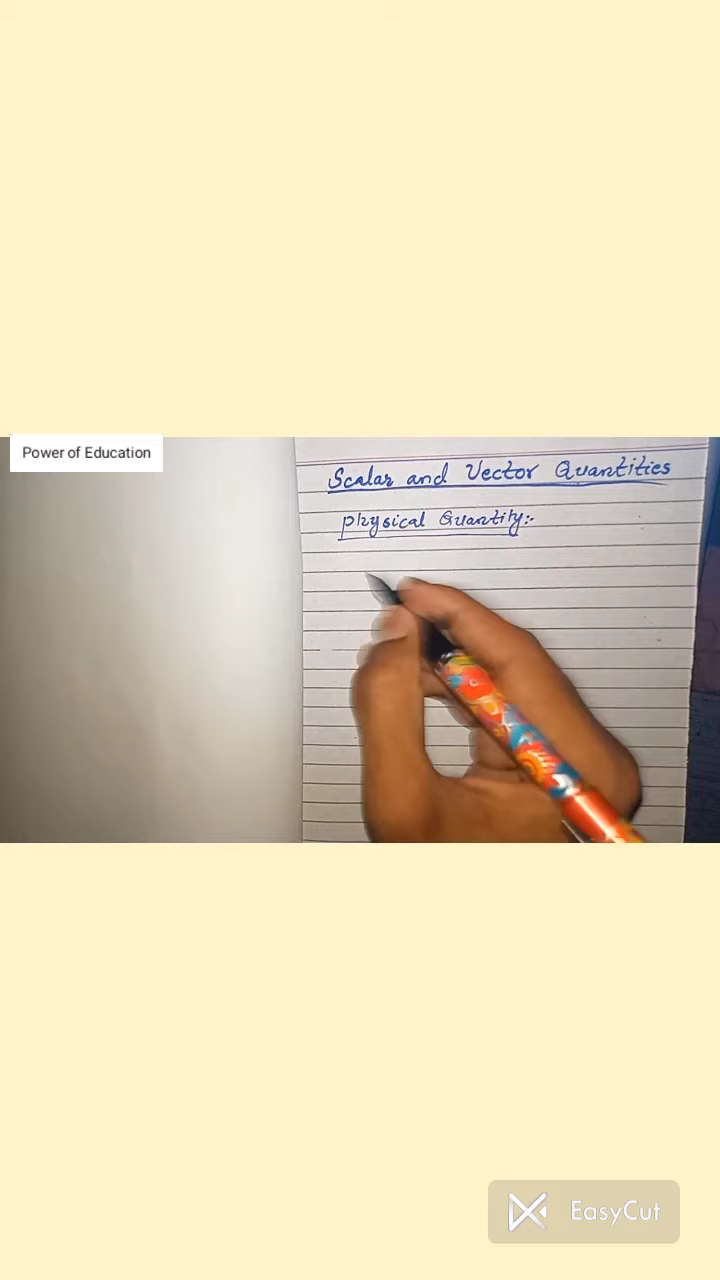 Power of Education
Scalar and Vector Quantities
Physical Quantity:-
EasyCut